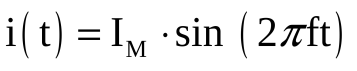 i( t) = I_M · sin ( 2πft)